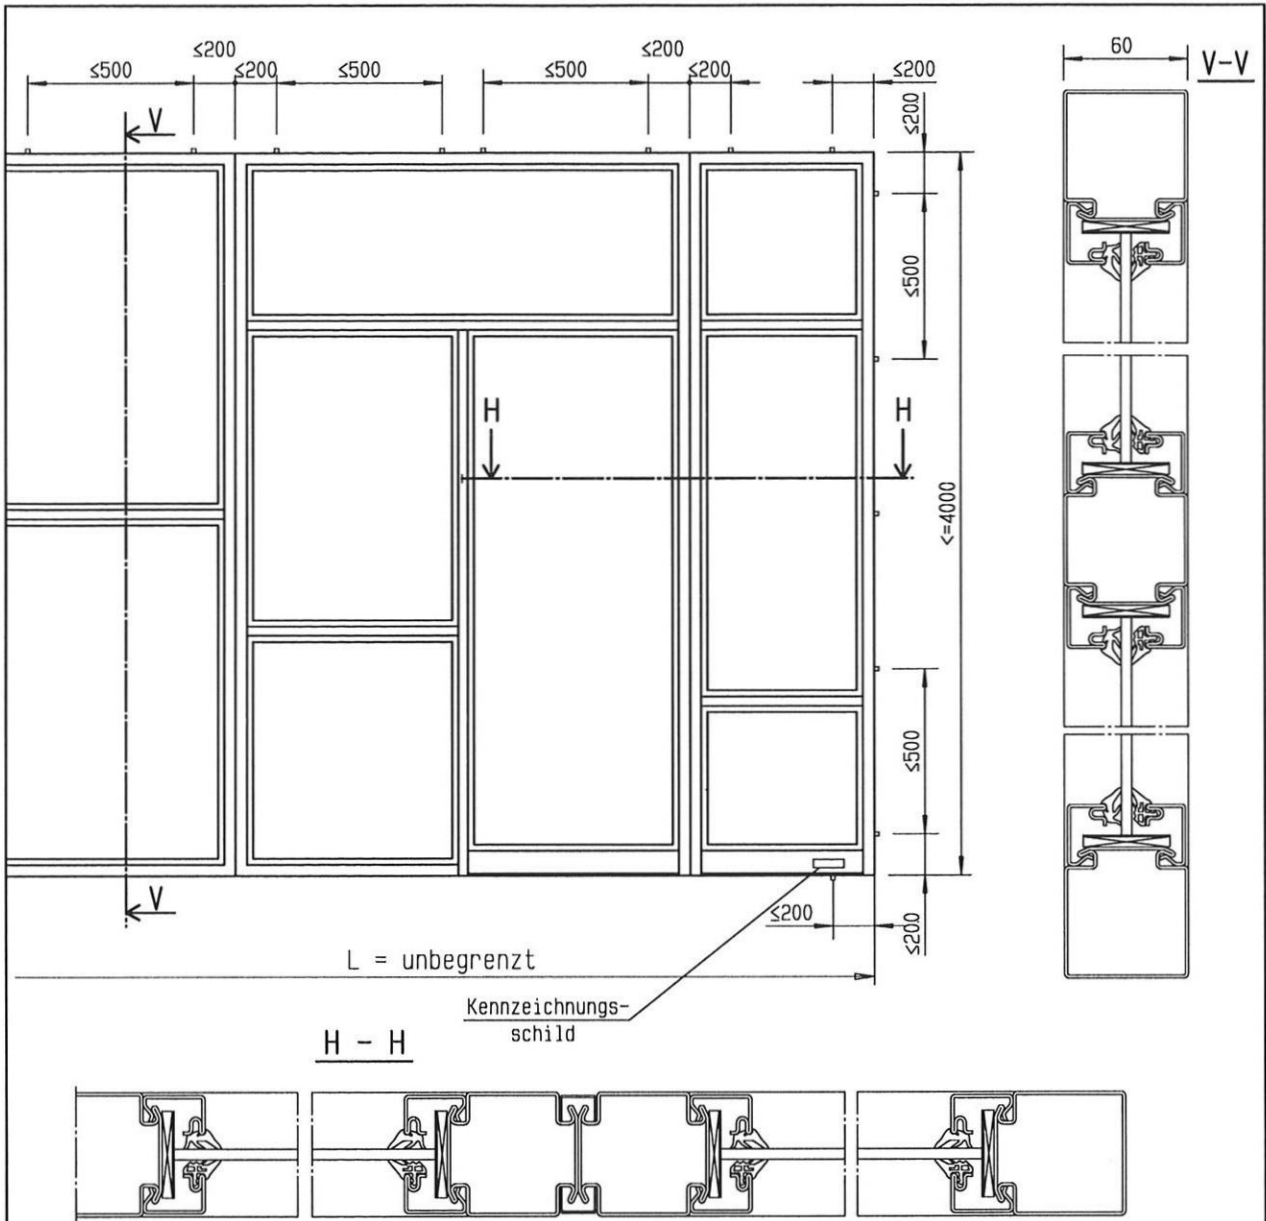 ≤200 ≤200 60
≤500 ≤200 ≤500 ≤500 ≤200 ≤200
V-V
V
≤200
≤500
H H
<=4000
≤500
V
≤200
≤200
L = unbegrenzt
Kennzeichnungs-
schild
H - H